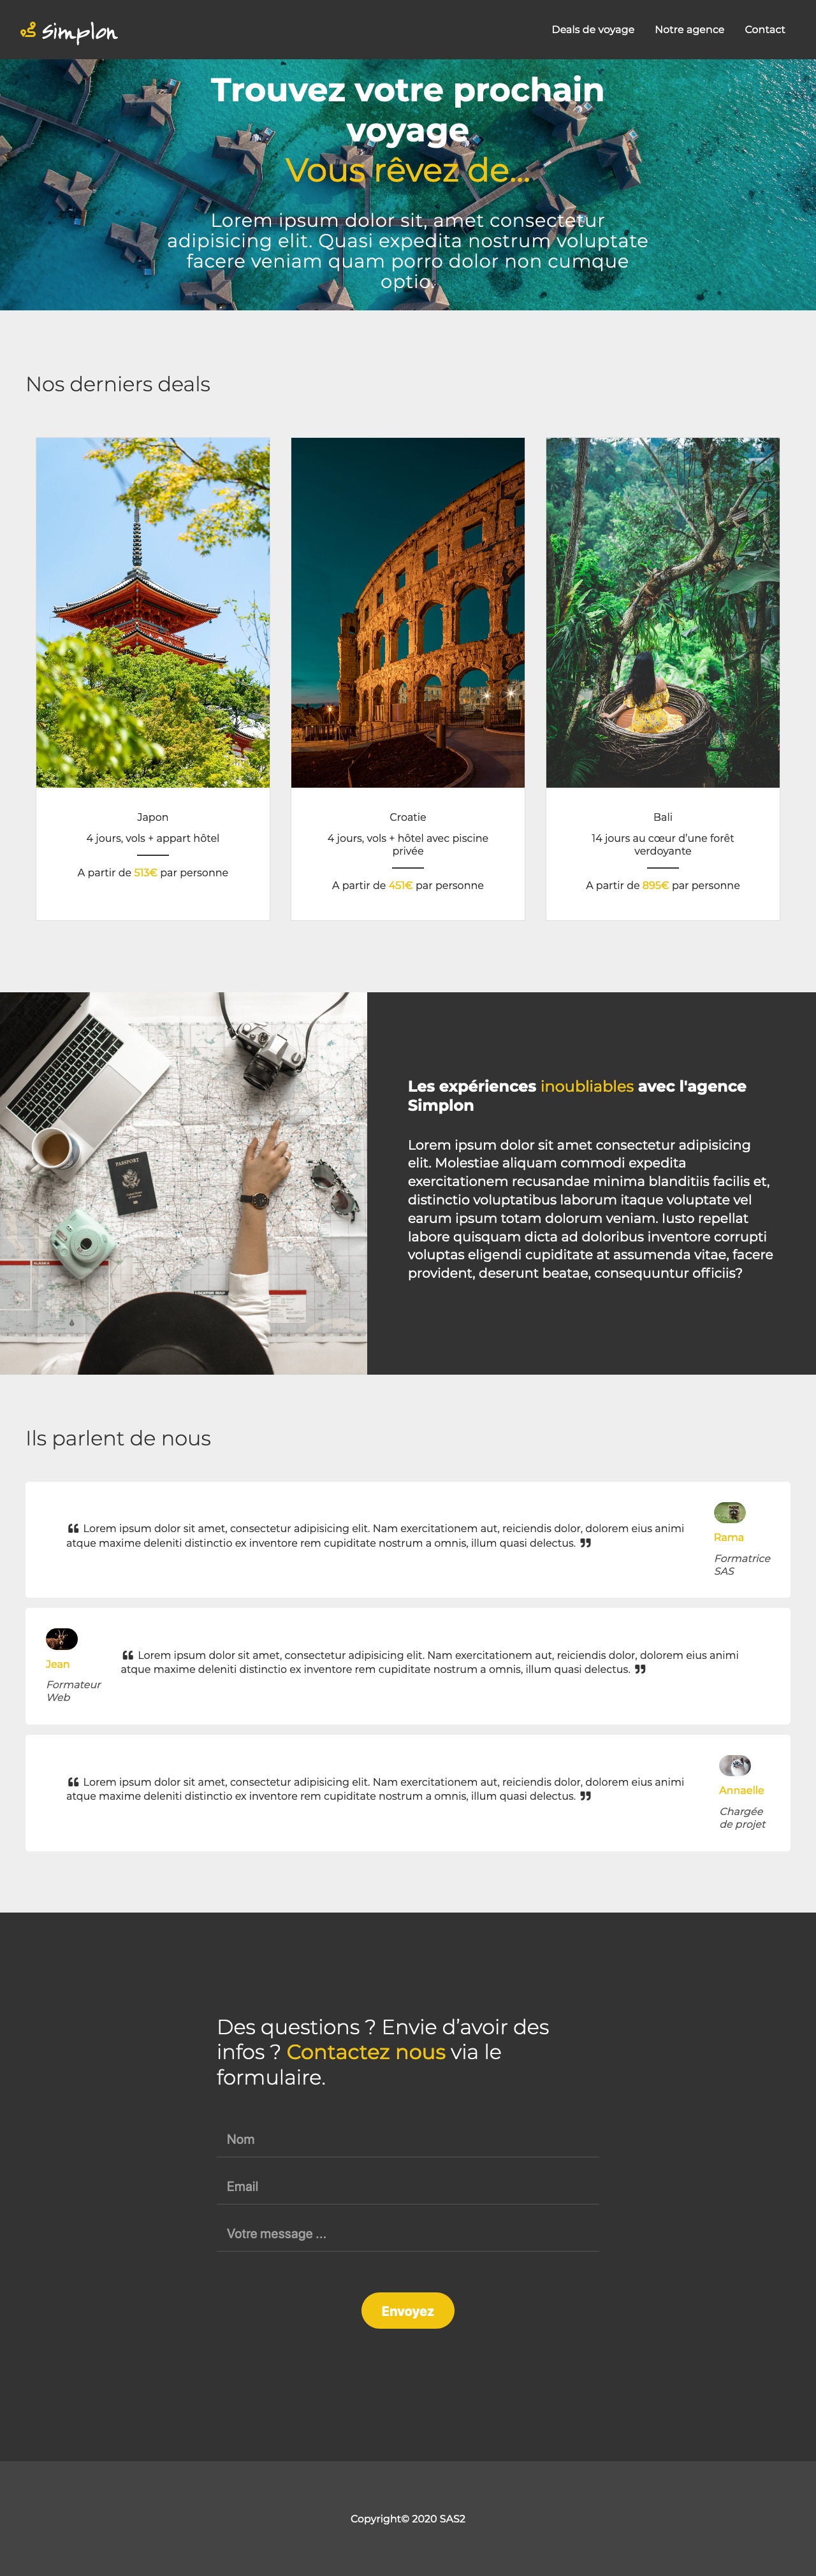 Simplon
Deals de voyage
Notre agence
Contact
Trouvez votre prochain
voyage
Vous rêvez de...
Lorem ipsum dolor sit, amet consectetur
adipisicing elit. Quasi expedita nostrum voluptate
facere veniam quam porro dolor non cumque
optio.
Nos derniers deals
Japon
4 jours, vols + appart hôtel
A partir de 513€ par personne
Croatie
4 jours, vols + hôtel avec piscine
privée
A partir de 451€ par personne
Bali
14 jours au cœur d’une forêt
verdoyante
A partir de 895€ par personne
PASSPORT
LOCATOR MAP
Les expériences inoubliables avec l'agence
Simplon
Lorem ipsum dolor sit amet consectetur adipisicing
elit. Molestiae aliquam commodi expedita
exercitationem recusandae minima blanditiis facilis et,
distinctio voluptatibus laborum itaque voluptate vel
earum ipsum totam dolorum veniam. Iusto repellat
labore quisquam dicta ad doloribus inventore corrupti
voluptas eligendi cupiditate at assumenda vitae, facere
provident, deserunt beatae, consequuntur officiis?
Ils parlent de nous
“ Lorem ipsum dolor sit amet, consectetur adipisicing elit. Nam exercitationem aut, reiciendis dolor, dolorem eius animi
atque maxime deleniti distinctio ex inventore rem cupiditate nostrum a omnis, illum quasi delectus. ”
Rama
Formatrice
SAS
Jean
Formateur
Web
“ Lorem ipsum dolor sit amet, consectetur adipisicing elit. Nam exercitationem aut, reiciendis dolor, dolorem eius animi
atque maxime deleniti distinctio ex inventore rem cupiditate nostrum a omnis, illum quasi delectus. ”
“ Lorem ipsum dolor sit amet, consectetur adipisicing elit. Nam exercitationem aut, reiciendis dolor, dolorem eius animi
atque maxime deleniti distinctio ex inventore rem cupiditate nostrum a omnis, illum quasi delectus. ”
Annaelle
Chargée
de projet
Des questions ? Envie d’avoir des
infos ? Contactez nous via le
formulaire.
Nom
Email
Votre message ...
Envoyez
Copyright© 2020 SAS2